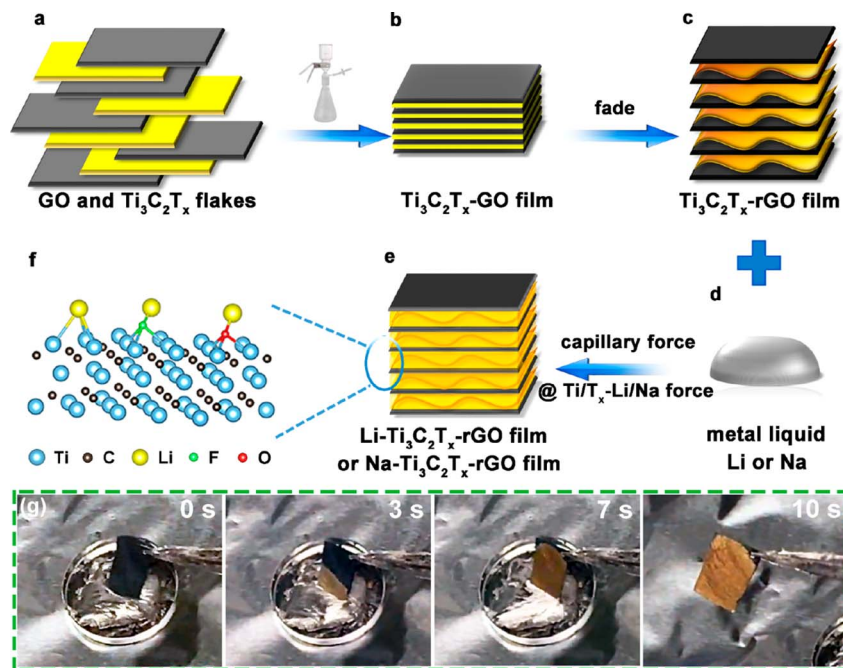 a
b
c
fade
GO and Ti₃C₂Tₓ flakes
Ti₃C₂Tₓ-GO film
Ti₃C₂Tₓ-rGO film
f
e
d
capillary force
@ Ti/Tₓ-Li/Na force
Ti C Li F O
Li-Ti₃C₂Tₓ-rGO film
or Na-Ti₃C₂Tₓ-rGO film
metal liquid
Li or Na
(g)
0 s
3 s
7 s
10 s